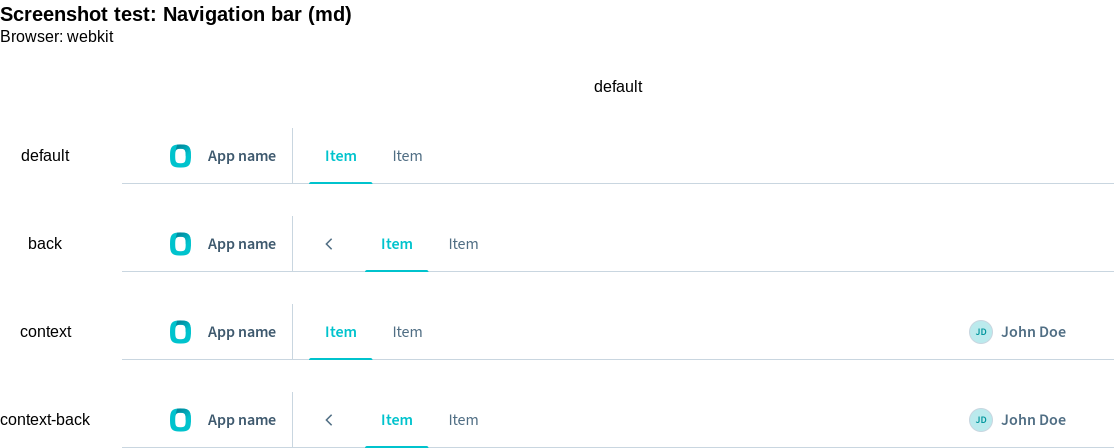 Screenshot test: Navigation bar (md)
Browser: webkit
default
default App name Item Item
back App name Item Item
context App name Item Item JD John Doe
context-back App name Item Item JD John Doe